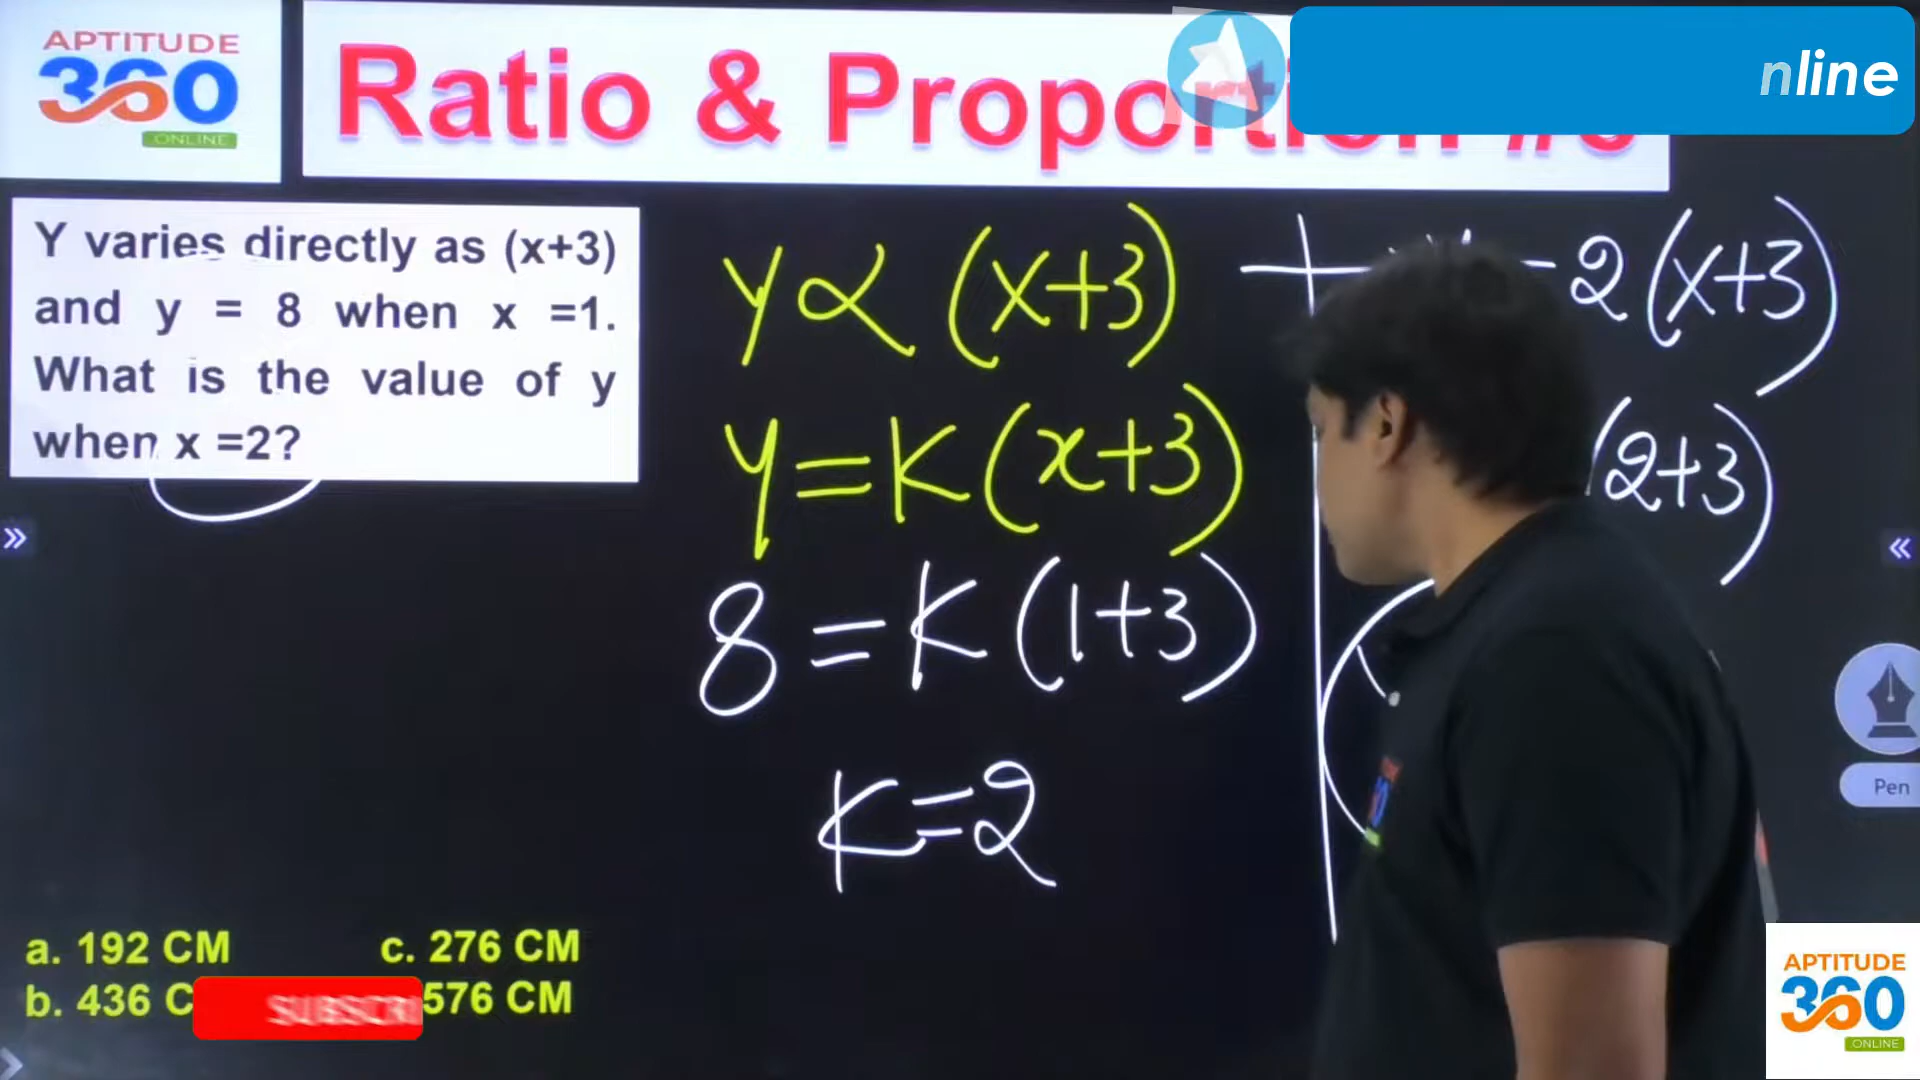 APTITUDE
360
ONLINE
Ratio & Proportion #
nline
Y varies directly as (x+3)
and y = 8 when x =1.
What is the value of y
when x =2?
y ∝ (x+3)
y = K (x+3)
8 = K (1+3)
K = 2
2 (x+3)
(2+3)
Pen
a. 192 CM
c. 276 CM
b. 436 C
576 CM
SUBSCRI
APTITUDE
360
ONLINE